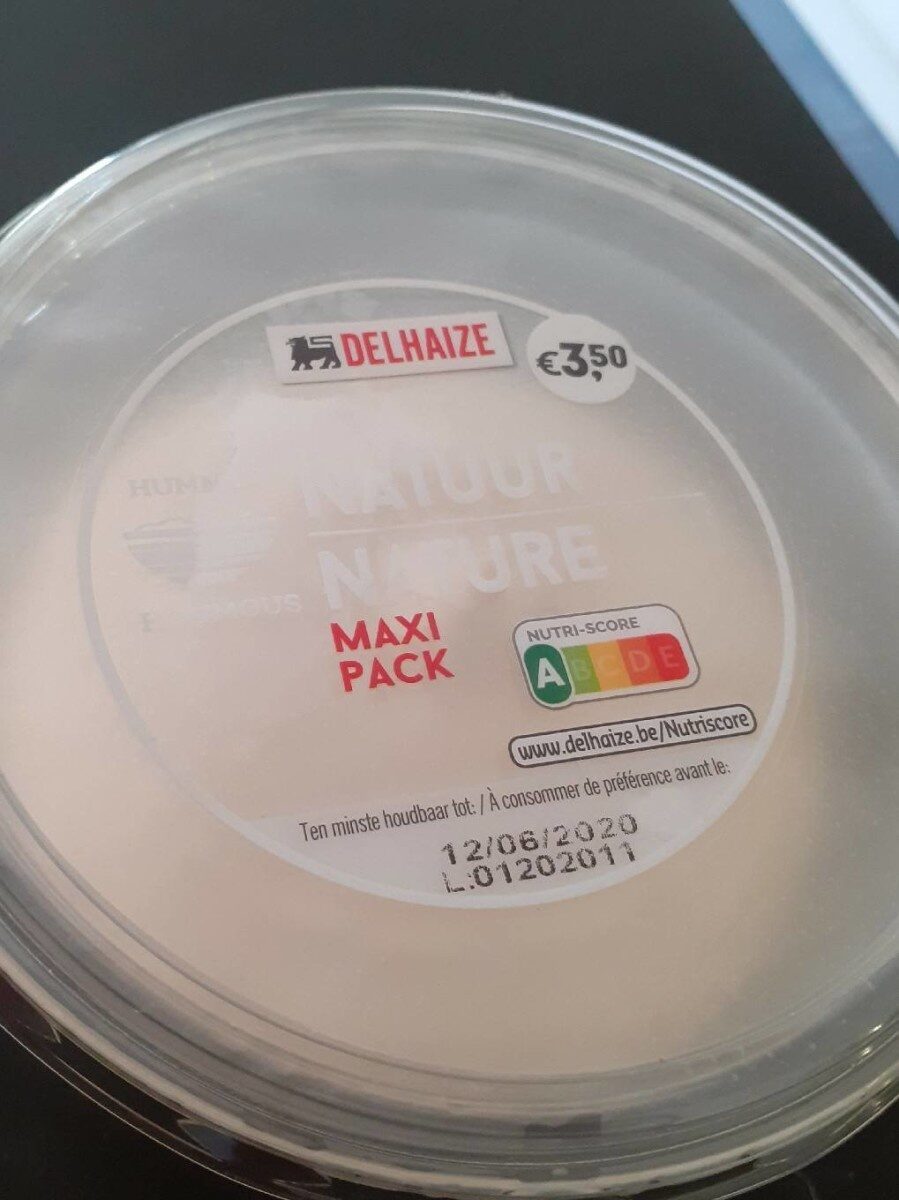 DELHAIZE
€3,50
NATUUR
NATURE
MAXI
PACK
NUTRI-SCORE
A B C D E
www.delhaize.be/Nutriscore
Ten minste houdbaar tot: / À consommer de préférence avant le:
12/06/2020
L:01202011